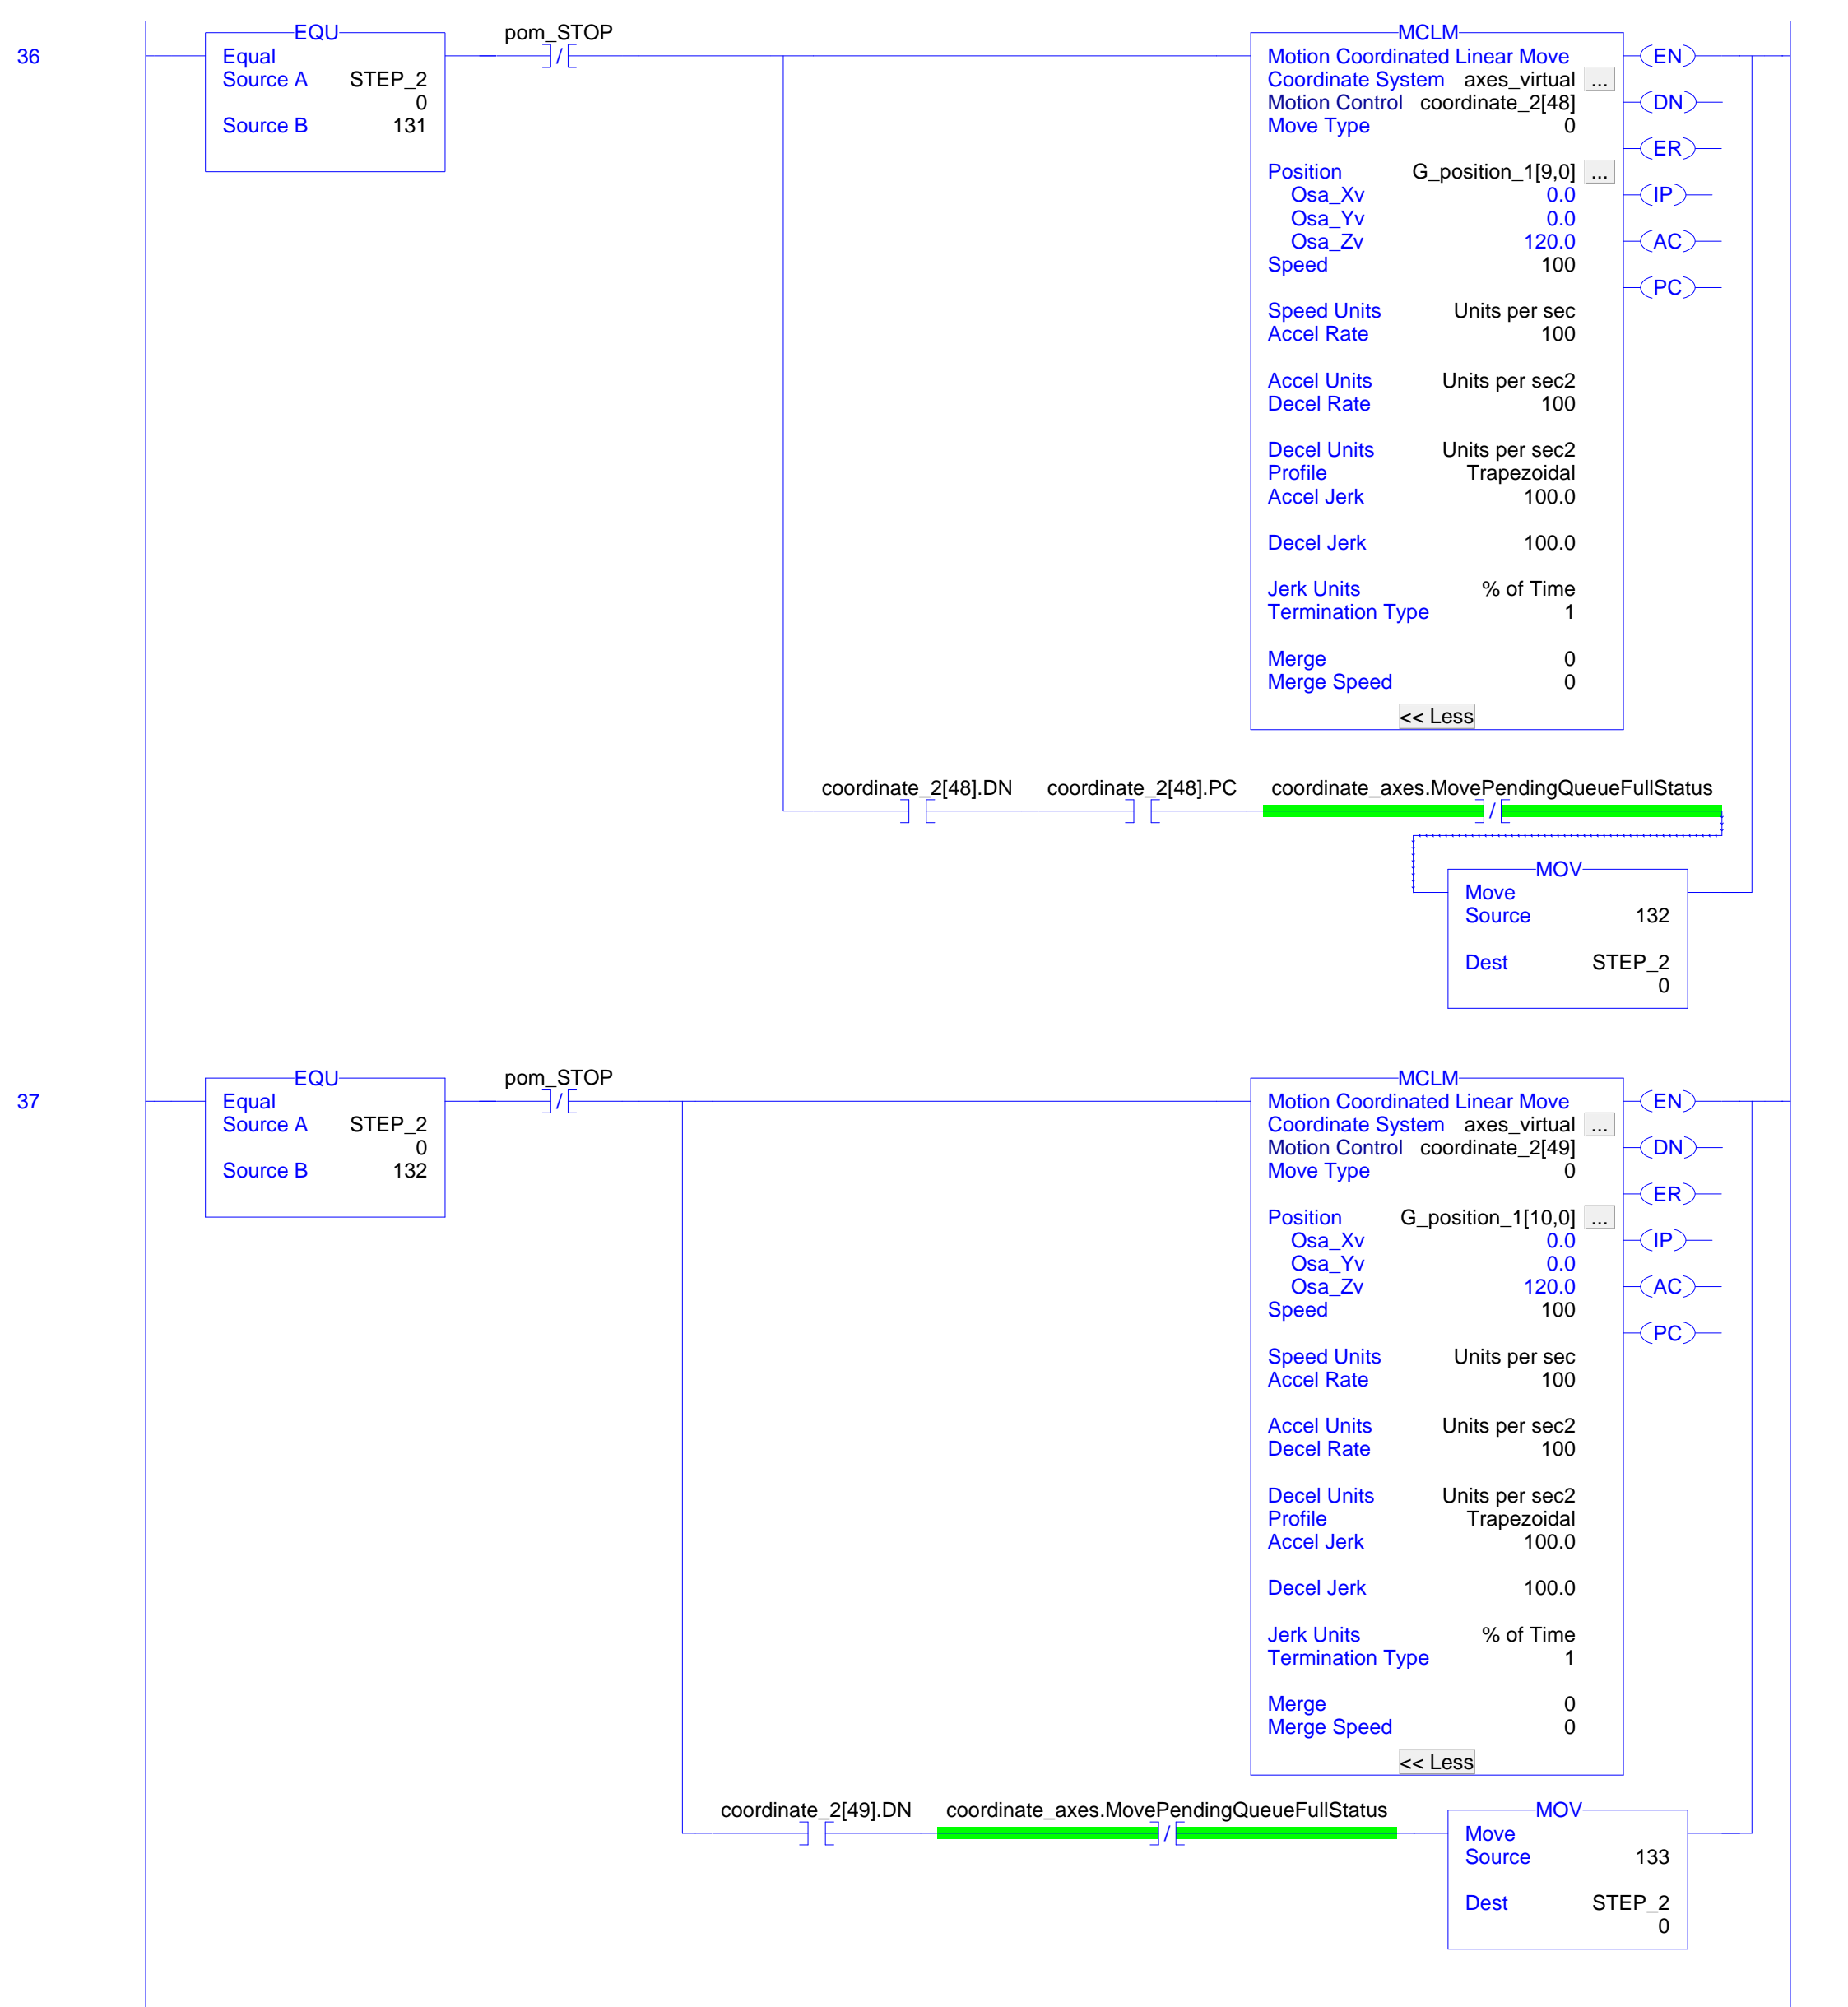 36
EQU
Equal
Source A STEP_2
0
Source B 131
pom_STOP
/
MCLM
Motion Coordinated Linear Move
Coordinate System axes_virtual ...
Motion Control coordinate_2[48]
Move Type 0
Position G_position_1[9,0] ...
Osa_Xv 0.0
Osa_Yv 0.0
Osa_Zv 120.0
Speed 100
Speed Units Units per sec
Accel Rate 100
Accel Units Units per sec2
Decel Rate 100
Decel Units Units per sec2
Profile Trapezoidal
Accel Jerk 100.0
Decel Jerk 100.0
Jerk Units % of Time
Termination Type 1
Merge 0
Merge Speed 0
<< Less
EN
DN
ER
IP
AC
PC
coordinate_2[48].DN coordinate_2[48].PC coordinate_axes.MovePendingQueueFullStatus
/
MOV
Move
Source 132
Dest STEP_2
0
37
EQU
Equal
Source A STEP_2
0
Source B 132
pom_STOP
/
MCLM
Motion Coordinated Linear Move
Coordinate System axes_virtual ...
Motion Control coordinate_2[49]
Move Type 0
Position G_position_1[10,0] ...
Osa_Xv 0.0
Osa_Yv 0.0
Osa_Zv 120.0
Speed 100
Speed Units Units per sec
Accel Rate 100
Accel Units Units per sec2
Decel Rate 100
Decel Units Units per sec2
Profile Trapezoidal
Accel Jerk 100.0
Decel Jerk 100.0
Jerk Units % of Time
Termination Type 1
Merge 0
Merge Speed 0
<< Less
EN
DN
ER
IP
AC
PC
coordinate_2[49].DN coordinate_axes.MovePendingQueueFullStatus
/
MOV
Move
Source 133
Dest STEP_2
0